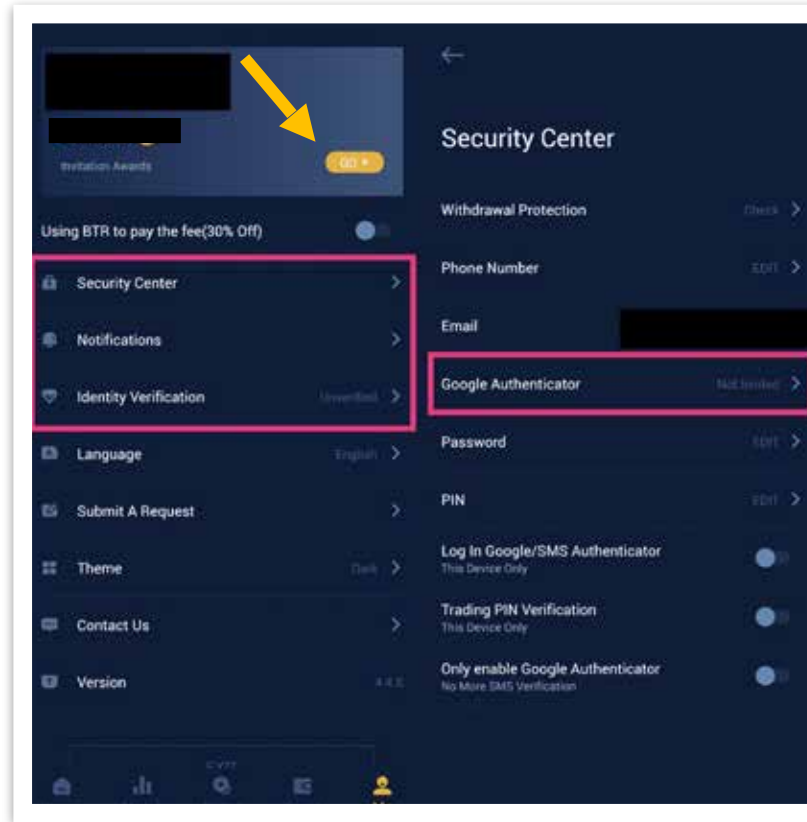 Invitation Awards
GO
Using BTR to pay the fee(30% Off)
Security Center
Notifications
Identity Verification Unverified
Language English
Submit A Request
Theme Dark
Contact Us
Version
Security Center
Withdrawal Protection Check
Phone Number EDIT
Email
Google Authenticator
Password EDIT
PIN EDIT
Log In Google/SMS Authenticator
This Device Only
Trading PIN Verification
This Device Only
Only enable Google Authenticator
No More SMS Verification